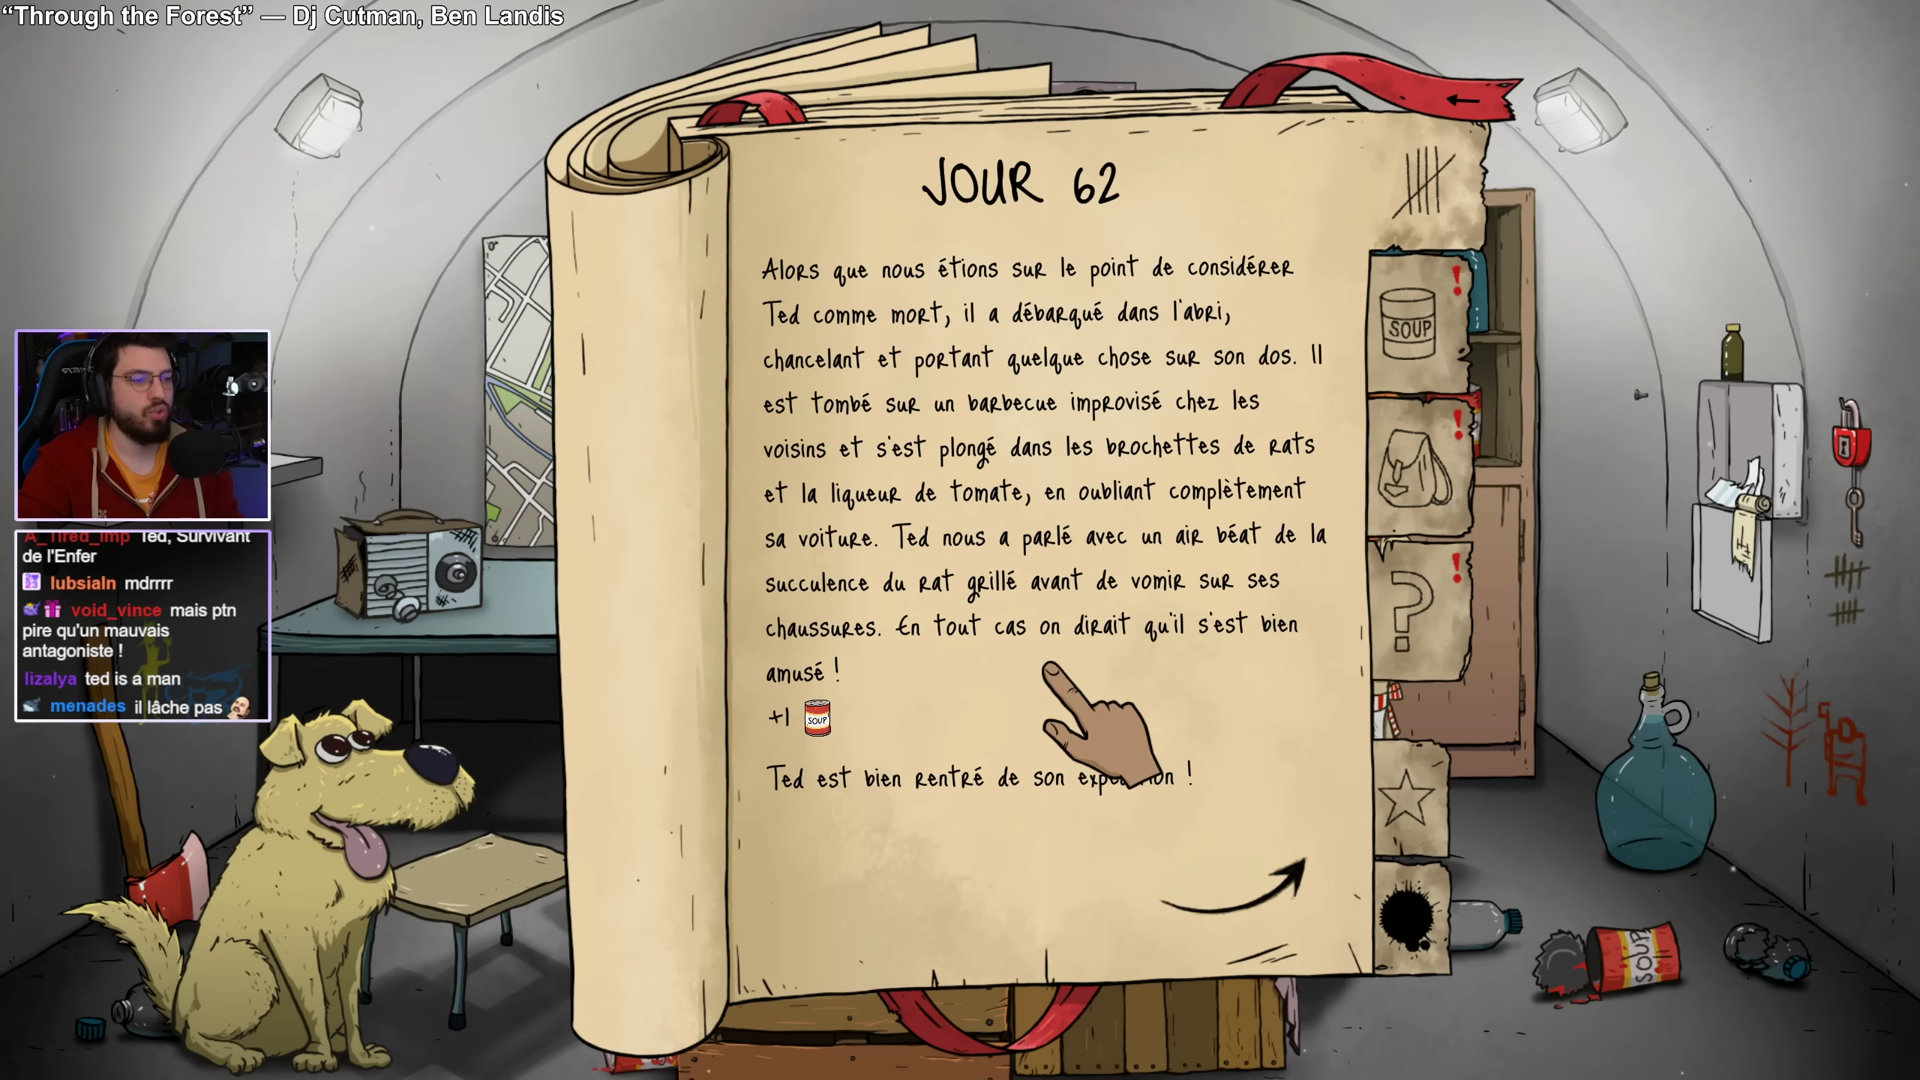 “Through the Forest” — Dj Cutman, Ben Landis
JOUR 62
Alors que nous étions sur le point de considérer
Ted comme mort, il a débarqué dans l'abri,
chancelant et portant quelque chose sur son dos. Il
est tombé sur un barbecue improvisé chez les
voisins et s'est plongé dans les brochettes de rats
et la liqueur de tomate, en oubliant complètement
sa voiture. Ted nous a parlé avec un air béat de la
succulence du rat grillé avant de vomir sur ses
chaussures. En tout cas on dirait qu'il s'est bien
amusé !
+1 SOUP
Ted est bien rentré de son !
SOUP
A_Tired_Imp Ted, Survivant
de l'Enfer
lubsialn mdrrrr
void_vince mais ptn
pire qu'un mauvais
antagoniste !
lizalya ted is a man
menades il lâche pas
SOUP